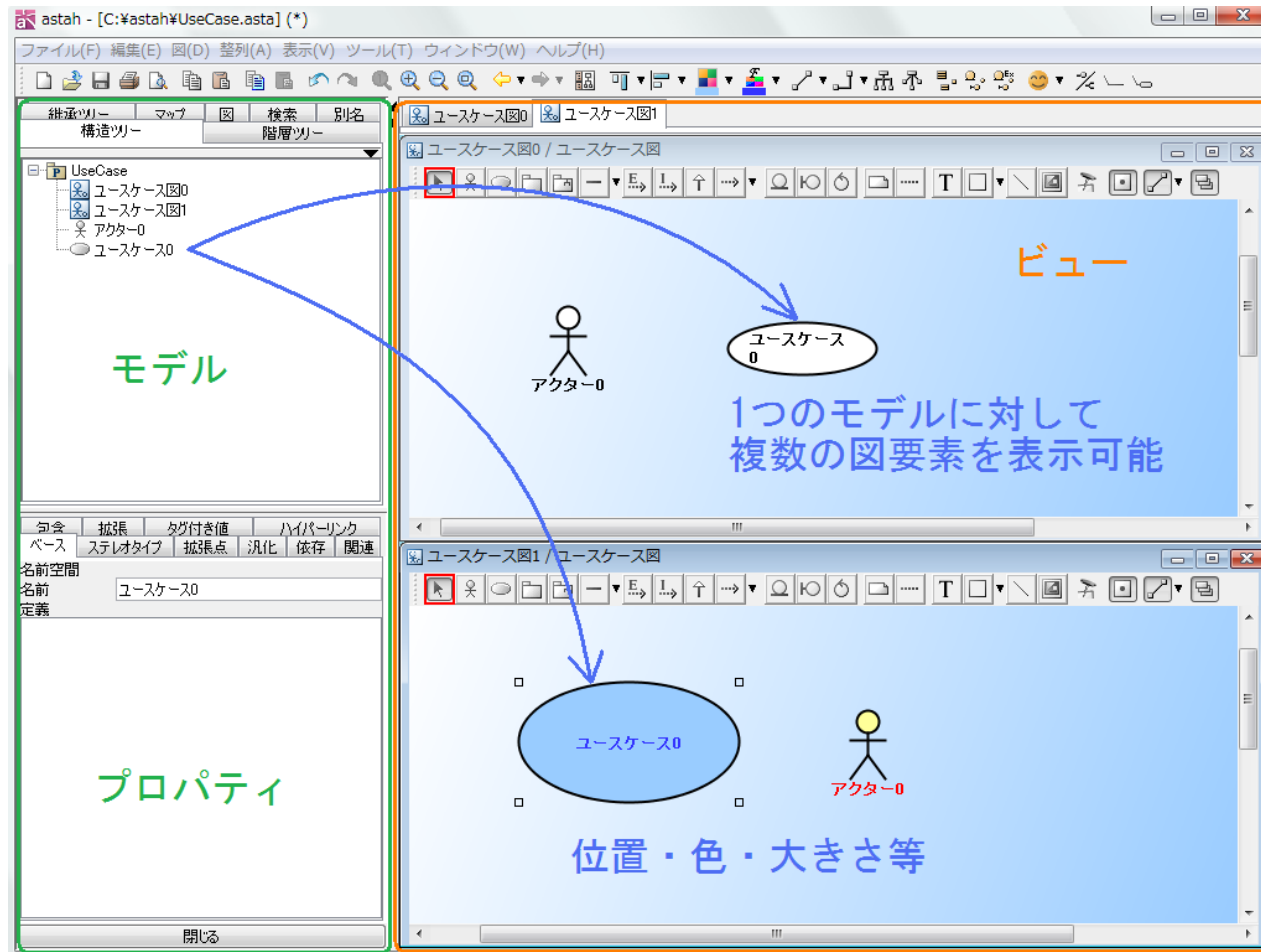 astah - [C:¥astah¥UseCase.asta] (*)
ファイル(F) 編集(E) 図(D) 整列(A) 表示(V) ツール(T) ウィンドウ(W) ヘルプ(H)
継承ツリー マップ 図 検索 別名
構造ツリー 階層ツリー
UseCase
ユースケース図0
ユースケース図1
アクター0
ユースケース0
モデル
包含 拡張 タグ付き値 ハイパーリンク
ベース ステレオタイプ 拡張点 汎化 依存 関連
名前空間
名前 ユースケース0
定義
プロパティ
閉じる
ユースケース図0 ユースケース図1
ユースケース図0 / ユースケース図
E I T
ビュー
アクター0
ユースケース
0
1つのモデルに対して
複数の図要素を表示可能
ユースケース図1 / ユースケース図
E I T
ユースケース0
アクター0
位置・色・大きさ等